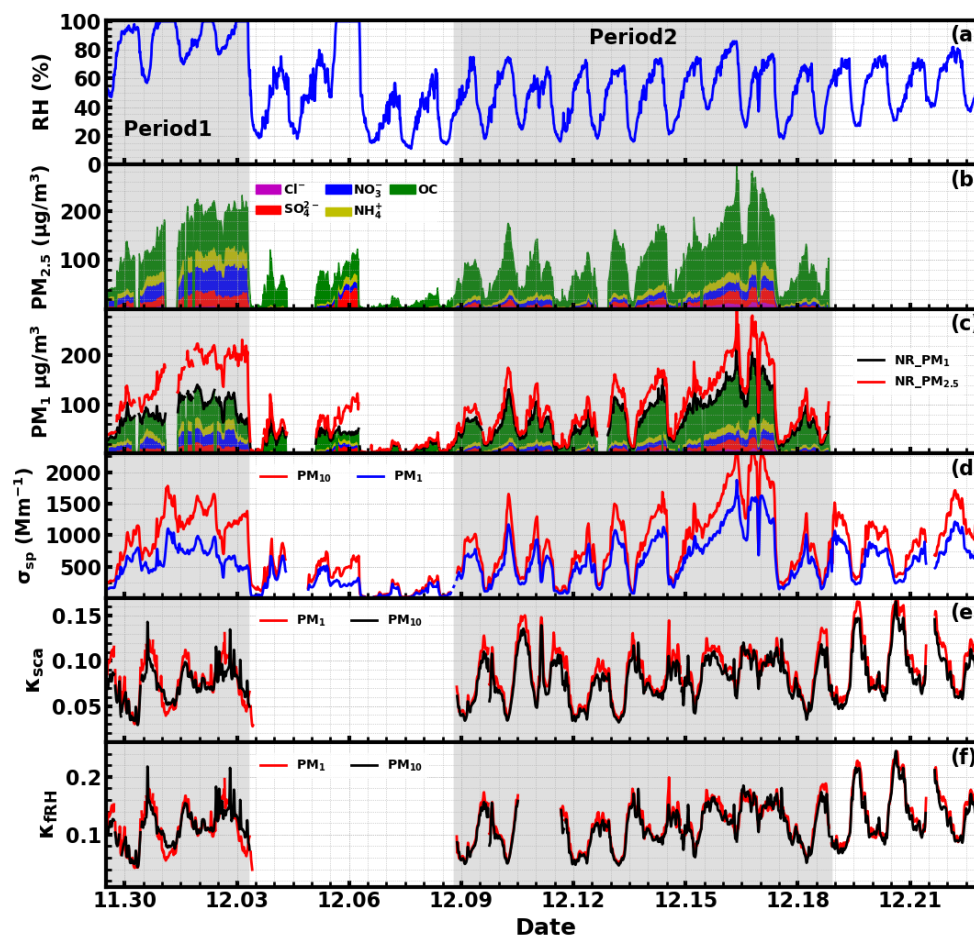 100
80
60
40
20
0
RH (%)
Period1
Period2
(a
200
100
PM2.5 (μg/m³)
Cl⁻
NO₃⁻
OC
SO₄²⁻
NH₄⁺
(b
200
100
PM₁ μg/m³
NR_PM₁
NR_PM2.5
(c)
2000
1500
1000
500
σsp (Mm⁻¹)
PM₁₀
PM₁
(d
0.15
0.10
0.05
κsca
PM₁
PM₁₀
(e)
0.2
0.1
κfRH
PM₁
PM₁₀
(f)
11.30 12.03 12.06 12.09 12.12 12.15 12.18 12.21
Date